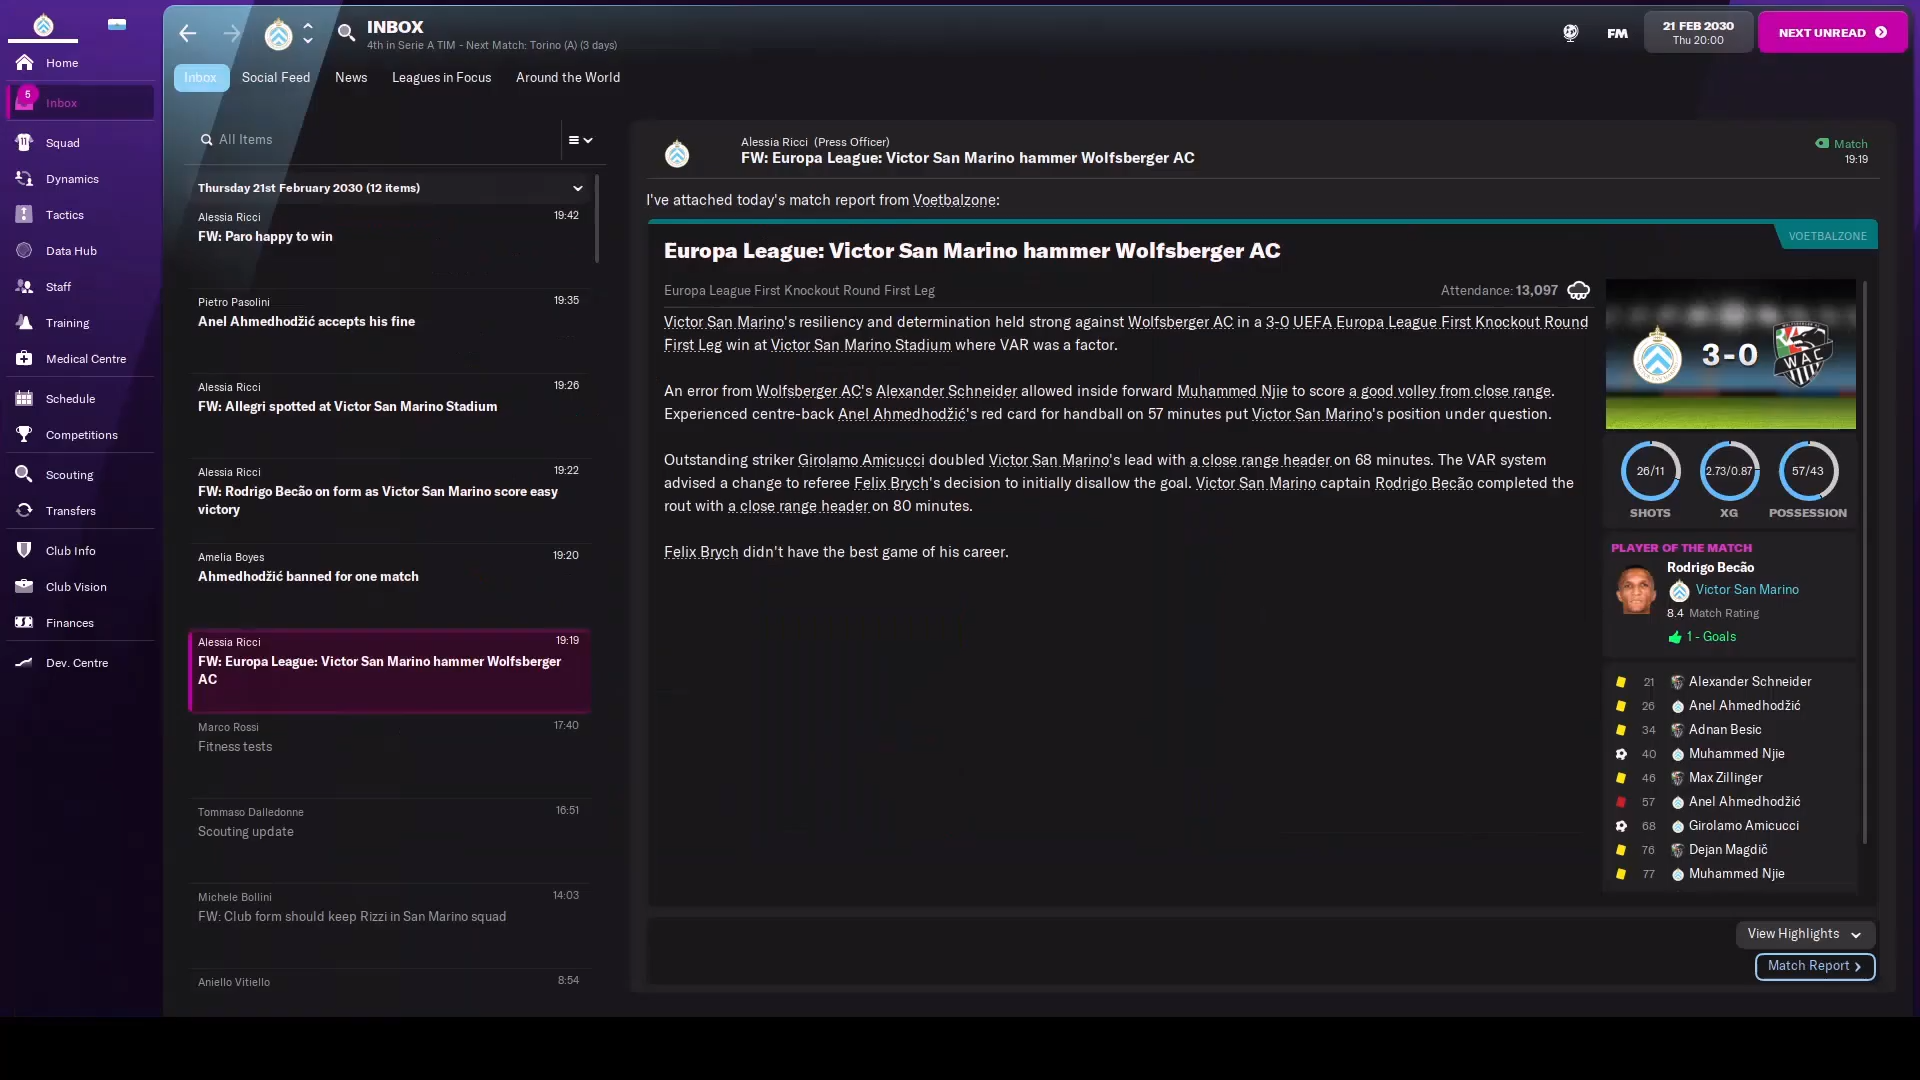 INBOX
4th in Serie A TIM - Next Match: Torino (A) (3 days)
FM
21 FEB 2030
Thu 20:00
NEXT UNREAD
Inbox
Social Feed
News
Leagues in Focus
Around the World
Home
5
Inbox
Squad
Dynamics
Tactics
Data Hub
Staff
Training
Medical Centre
Schedule
Competitions
Scouting
Transfers
Club Info
Club Vision
Finances
Dev. Centre
All Items
Thursday 21st February 2030 (12 items)
Alessia Ricci 19:42
FW: Paro happy to win
Pietro Pasolini 19:35
Anel Ahmedhodžić accepts his fine
Alessia Ricci 19:26
FW: Allegri spotted at Victor San Marino Stadium
Alessia Ricci 19:22
FW: Rodrigo Becão on form as Victor San Marino score easy
victory
Amelia Boyes 19:20
Ahmedhodžić banned for one match
Alessia Ricci 19:19
FW: Europa League: Victor San Marino hammer Wolfsberger
AC
Marco Rossi 17:40
Fitness tests
Tommaso Dalledonne 16:51
Scouting update
Michele Bollini 14:03
FW: Club form should keep Rizzi in San Marino squad
Aniello Vitiello 8:54
Alessia Ricci (Press Officer)
FW: Europa League: Victor San Marino hammer Wolfsberger AC
Match
19:19
I've attached today's match report from Voetbalzone:
VOETBALZONE
Europa League: Victor San Marino hammer Wolfsberger AC
Europa League First Knockout Round First Leg
Attendance: 13,097
Victor San Marino's resiliency and determination held strong against Wolfsberger AC in a 3-0 UEFA Europa League First Knockout Round
First Leg win at Victor San Marino Stadium where VAR was a factor.
An error from Wolfsberger AC's Alexander Schneider allowed inside forward Muhammed Njie to score a good volley from close range.
Experienced centre-back Anel Ahmedhodžić's red card for handball on 57 minutes put Victor San Marino's position under question.
Outstanding striker Girolamo Amicucci doubled Victor San Marino's lead with a close range header on 68 minutes. The VAR system
advised a change to referee Felix Brych's decision to initially disallow the goal. Victor San Marino captain Rodrigo Becão completed the
rout with a close range header on 80 minutes.
Felix Brych didn't have the best game of his career.
3-0
WAC
26/11
2.73/0.87
57/43
SHOTS
XG
POSSESSION
PLAYER OF THE MATCH
Rodrigo Becão
Victor San Marino
8.4 Match Rating
1 - Goals
21 Alexander Schneider
26 Anel Ahmedhodžić
34 Adnan Besic
40 Muhammed Njie
46 Max Zillinger
57 Anel Ahmedhodžić
68 Girolamo Amicucci
76 Dejan Magdič
77 Muhammed Njie
View Highlights
Match Report